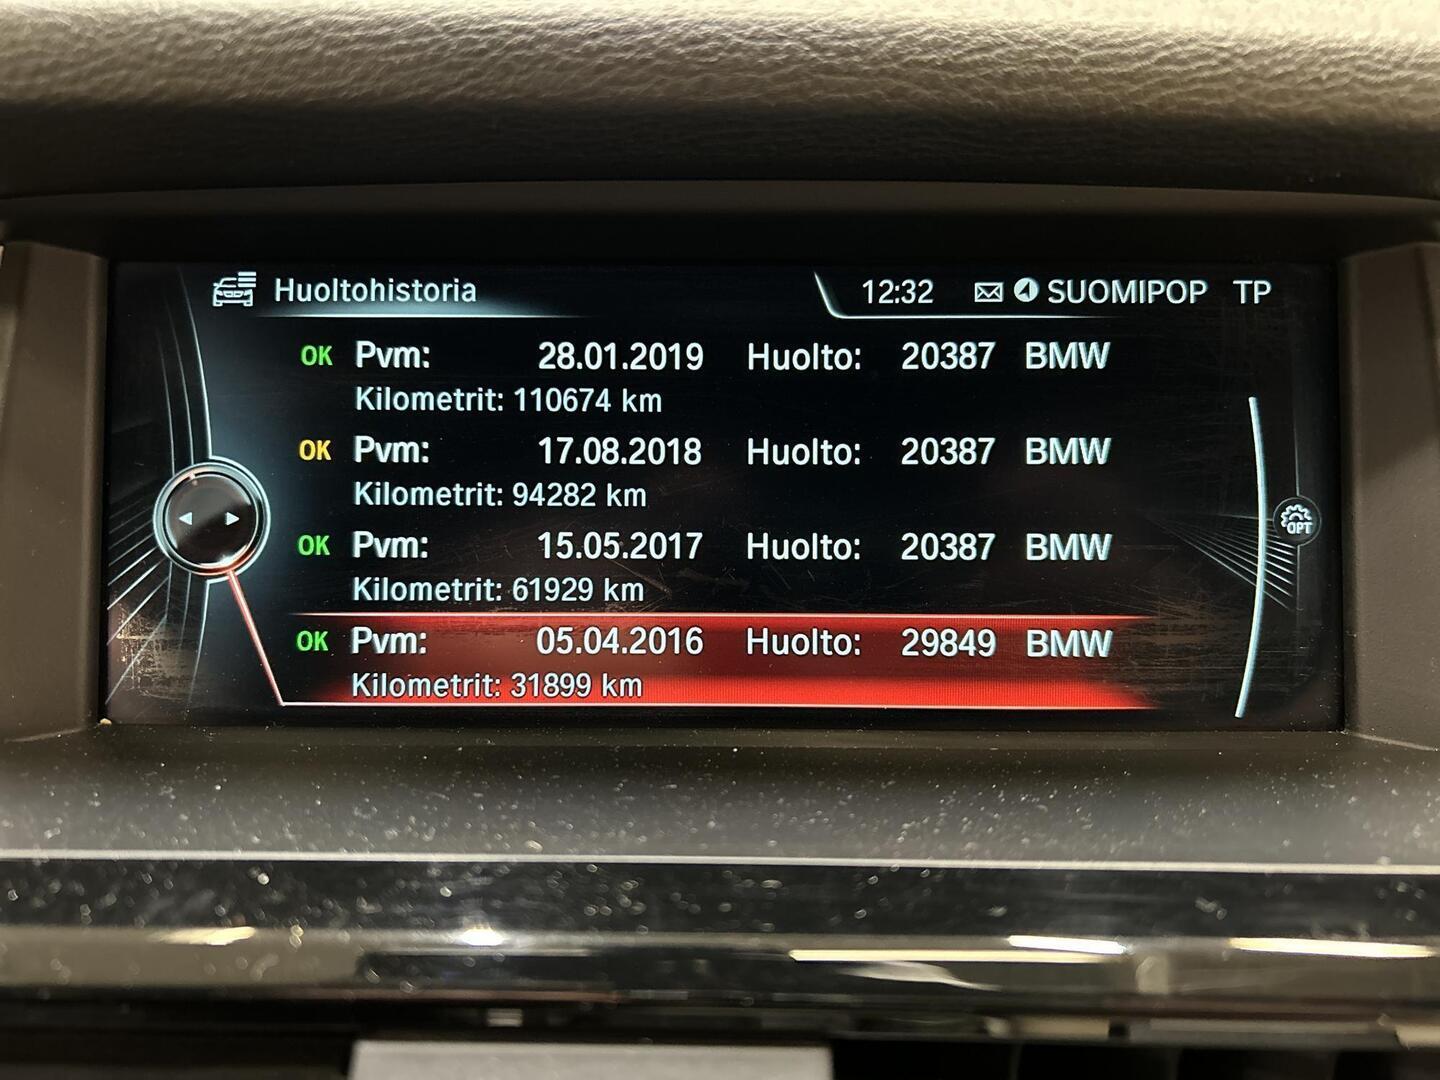 Huoltohistoria 12:32 SUOMIPOP TP
OK Pvm: 28.01.2019 Huolto: 20387 BMW
Kilometrit: 110674 km
OK Pvm: 17.08.2018 Huolto: 20387 BMW
Kilometrit: 94282 km
OK Pvm: 15.05.2017 Huolto: 20387 BMW
OPT
Kilometrit: 61929 km
OK Pvm: 05.04.2016 Huolto: 29849 BMW
Kilometrit: 31899 km